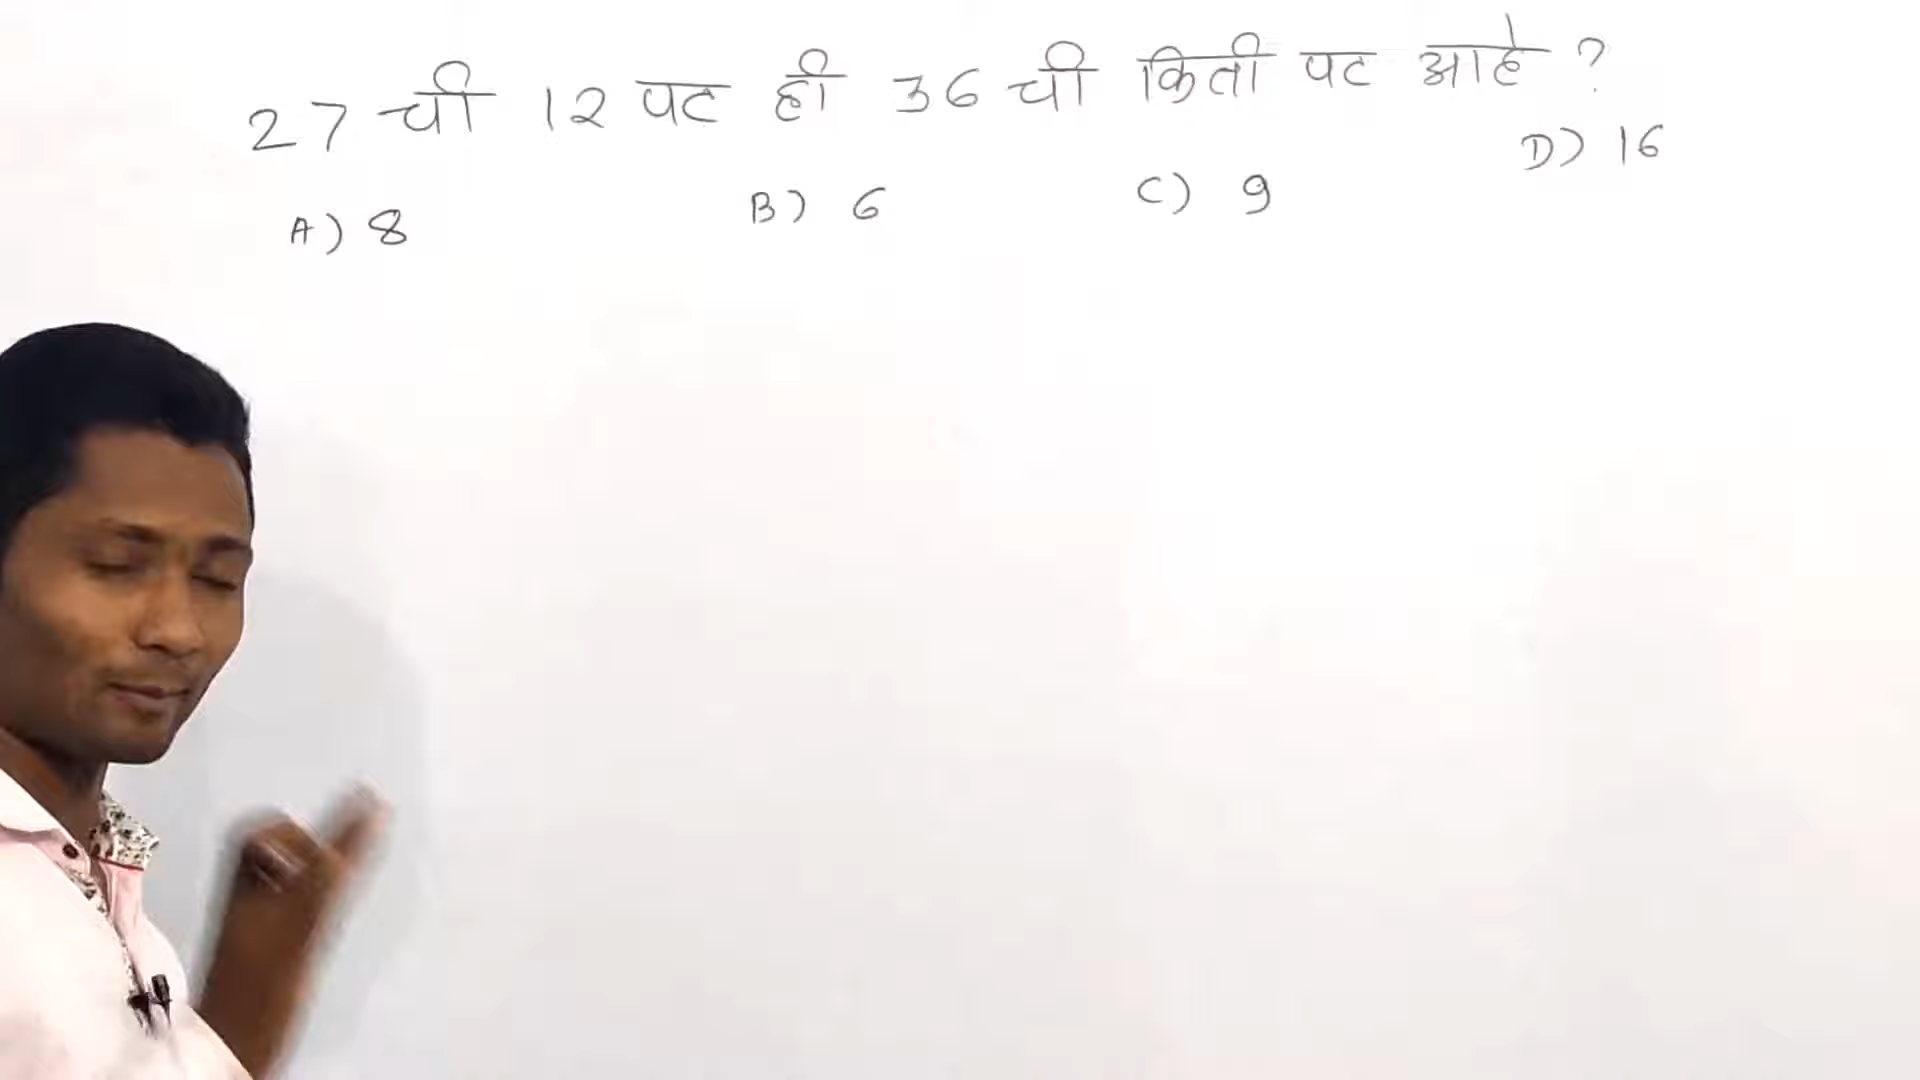 27 ची 12 पट ही 36 ची किती पट आहे ?
A) 8 B) 6 C) 9 D) 16